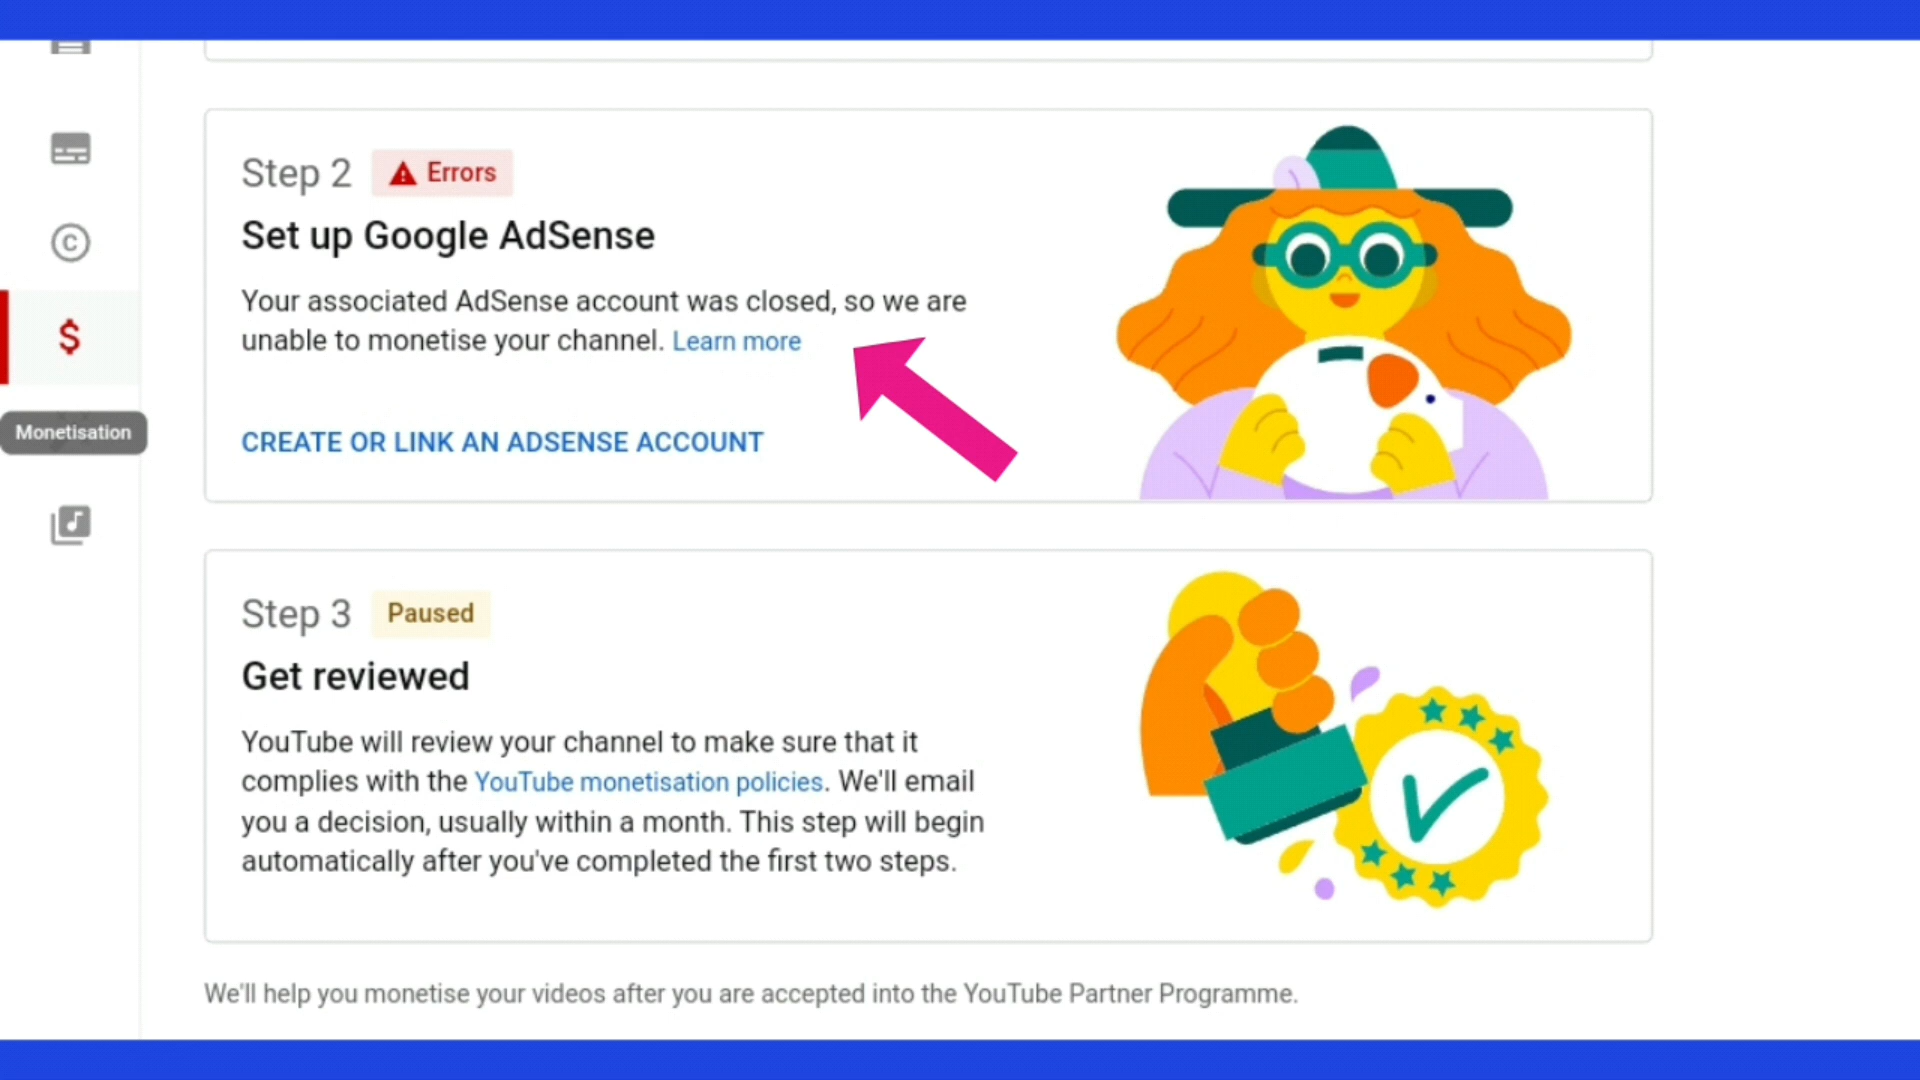 Step 2 Errors
Set up Google AdSense
Your associated AdSense account was closed, so we are
unable to monetise your channel. Learn more
CREATE OR LINK AN ADSENSE ACCOUNT
Monetisation
Step 3 Paused
Get reviewed
YouTube will review your channel to make sure that it
complies with the YouTube monetisation policies. We'll email
you a decision, usually within a month. This step will begin
automatically after you've completed the first two steps.
We'll help you monetise your videos after you are accepted into the YouTube Partner Programme.